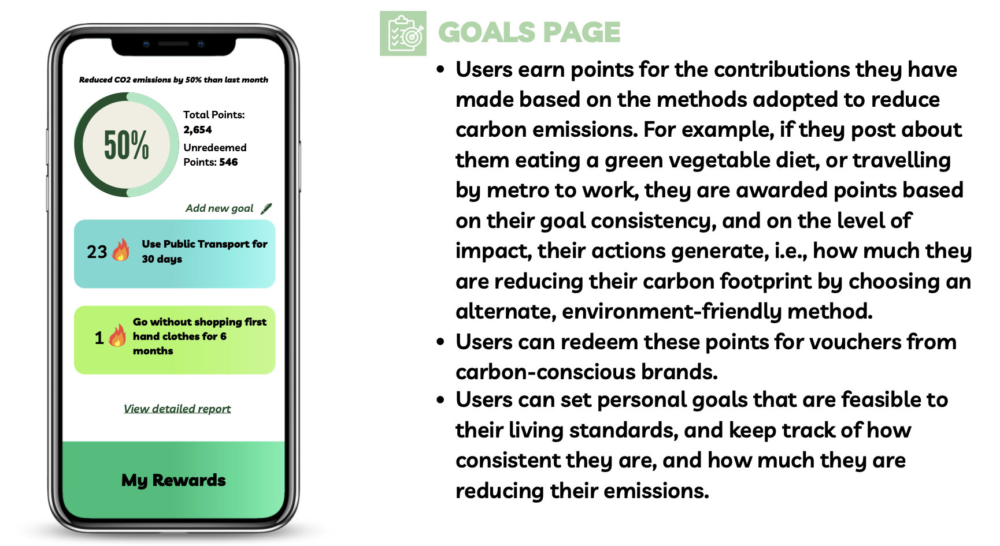 Reduced CO2 emissions by 50% than last month
50%
Total Points:
2,654
Unredeemed
Points: 546
Add new goal
23
Use Public Transport for
30 days
1
Go without shopping first
hand clothes for 6
months
View detailed report
My Rewards
GOALS PAGE
• Users earn points for the contributions they have
made based on the methods adopted to reduce
carbon emissions. For example, if they post about
them eating a green vegetable diet, or travelling
by metro to work, they are awarded points based
on their goal consistency, and on the level of
impact, their actions generate, i.e., how much they
are reducing their carbon footprint by choosing an
alternate, environment-friendly method.
• Users can redeem these points for vouchers from
carbon-conscious brands.
• Users can set personal goals that are feasible to
their living standards, and keep track of how
consistent they are, and how much they are
reducing their emissions.